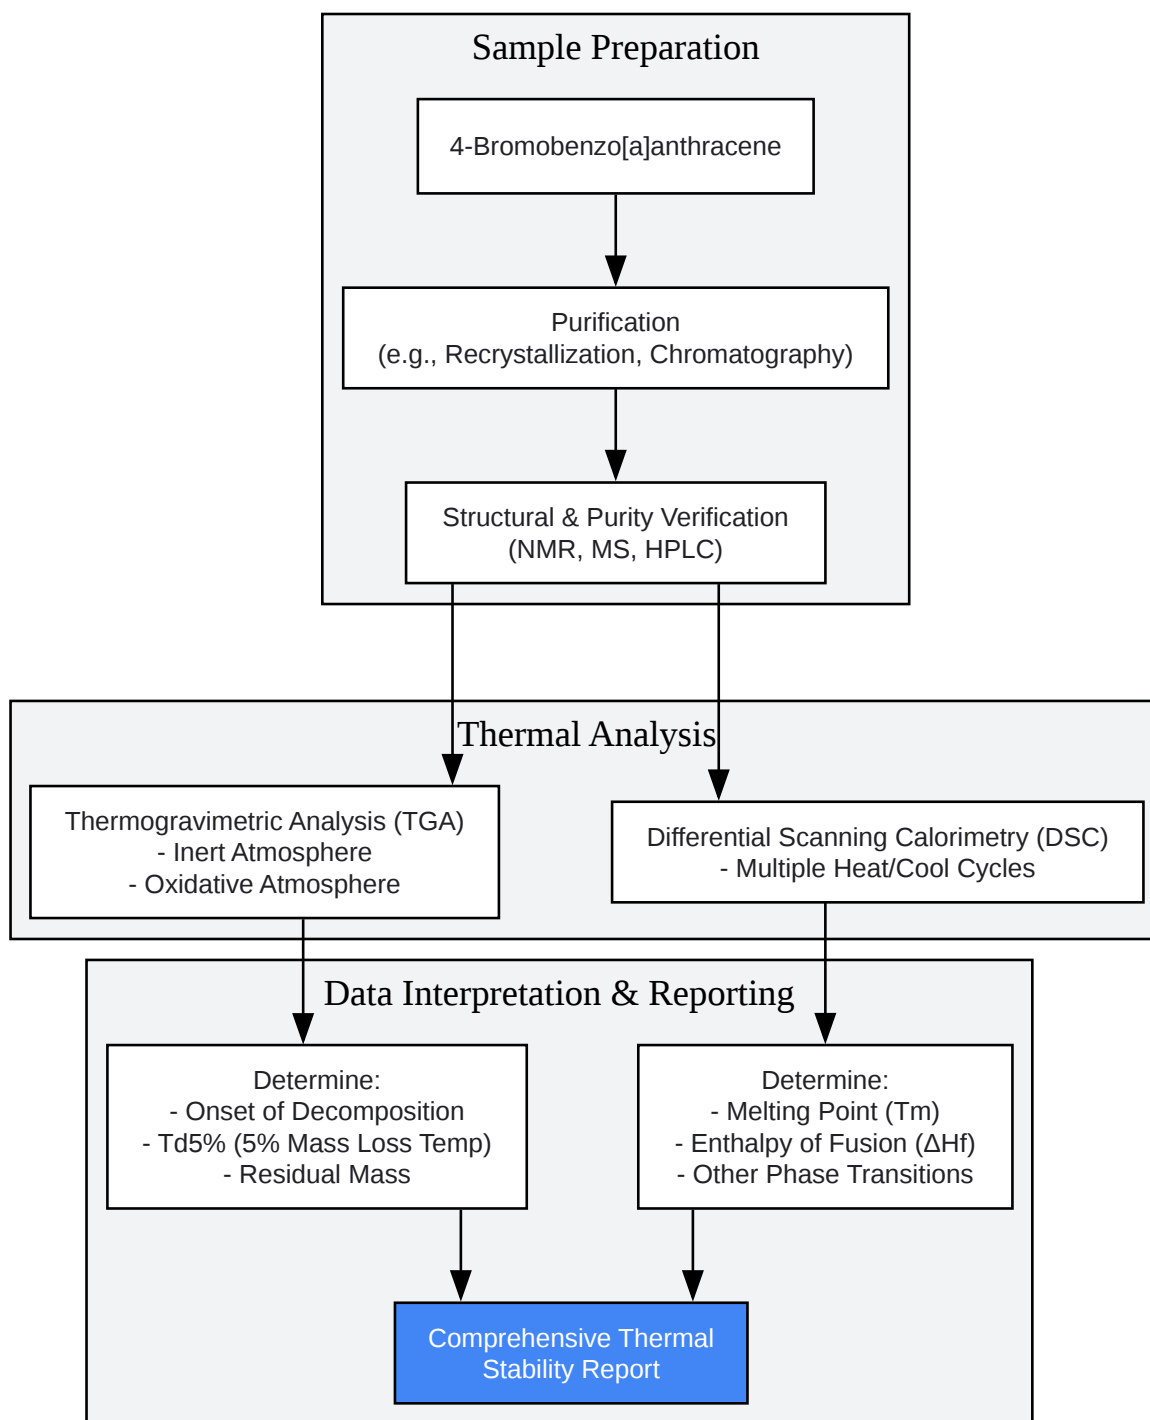 Sample Preparation
4-Bromobenzo[a]anthracene
Purification
(e.g., Recrystallization, Chromatography)
Structural & Purity Verification
(NMR, MS, HPLC)
Thermal Analysis
Thermogravimetric Analysis (TGA)
- Inert Atmosphere
- Oxidative Atmosphere
Differential Scanning Calorimetry (DSC)
- Multiple Heat/Cool Cycles
Data Interpretation & Reporting
Determine:
- Onset of Decomposition
- Td5% (5% Mass Loss Temp)
- Residual Mass
Determine:
- Melting Point (Tm)
- Enthalpy of Fusion (ΔHf)
- Other Phase Transitions
Comprehensive Thermal
Stability Report